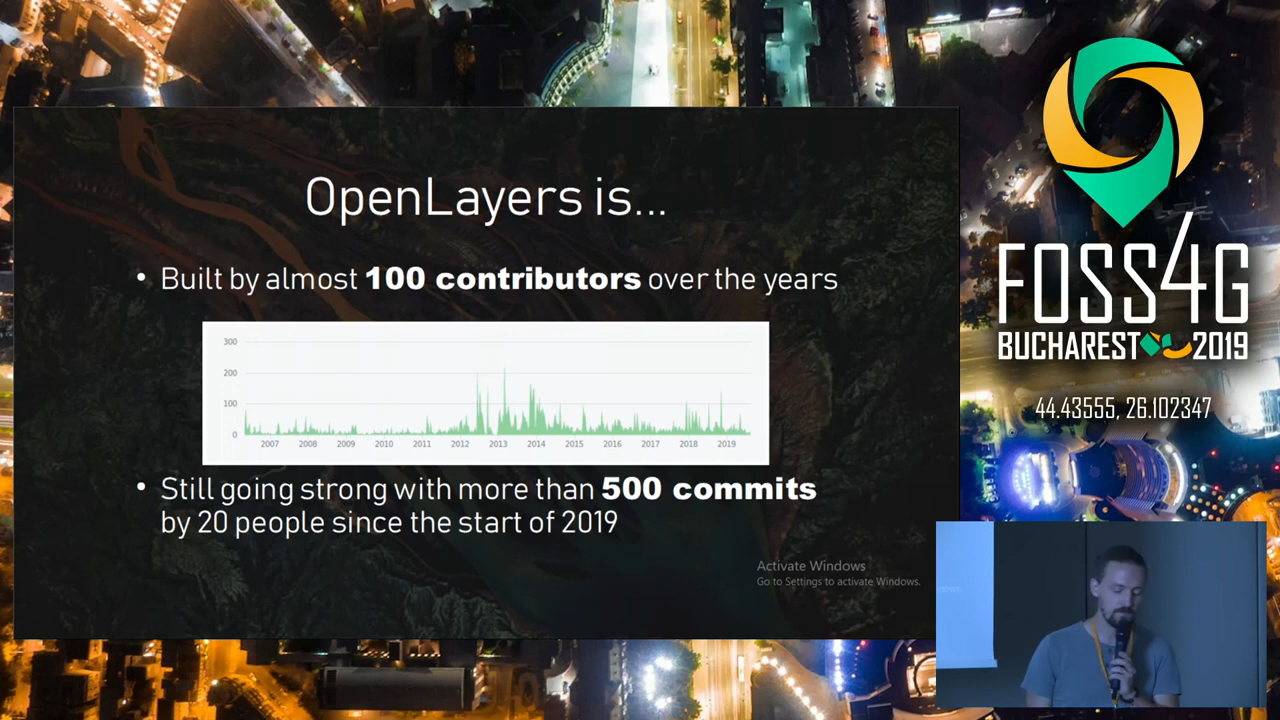 OpenLayers is...
• Built by almost 100 contributors over the years
300
200
100
0
2007 2008 2009 2010 2011 2012 2013 2014 2015 2016 2017 2018 2019
• Still going strong with more than 500 commits
by 20 people since the start of 2019
Activate Windows
Go to Settings to activate Windows.
FOSS4G
BUCHAREST 2019
44.43555, 26.102347